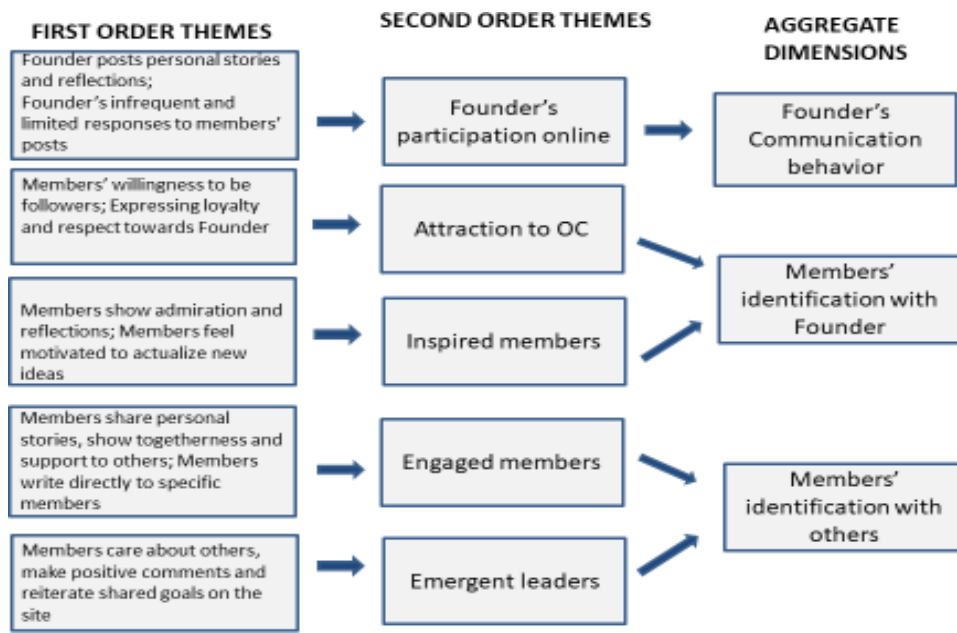 FIRST ORDER THEMES
SECOND ORDER THEMES
AGGREGATE
DIMENSIONS
Founder posts personal stories
and reflections;
Founder's infrequent and
limited responses to members'
posts
Founder's
participation online
Founder's
Communication
behavior
Members' willingness to be
followers; Expressing loyalty
and respect towards Founder
Attraction to OC
Members'
identification with
Founder
Members show admiration and
reflections; Members feel
motivated to actualize new
ideas
Inspired members
Members share personal
stories, show togetherness and
support to others; Members
write directly to specific
members
Engaged members
Members'
identification with
others
Members care about others,
make positive comments and
reiterate shared goals on the
site
Emergent leaders